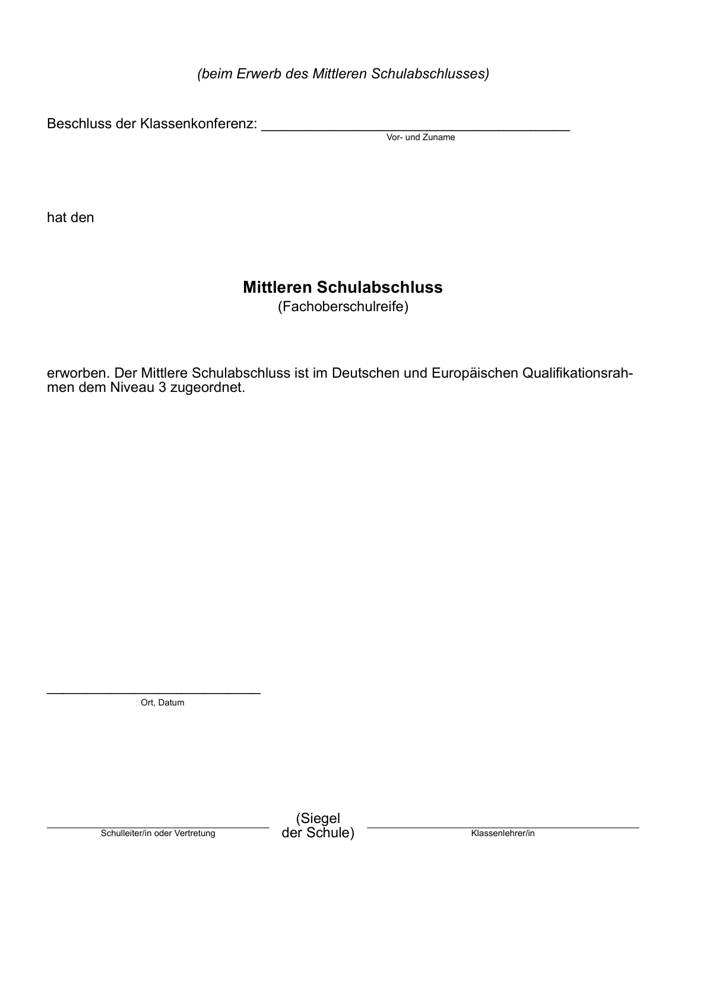 (beim Erwerb des Mittleren Schulabschlusses)
Beschluss der Klassenkonferenz: ________________________________________
Vor- und Zuname
hat den
Mittleren Schulabschluss
(Fachoberschulreife)
erworben. Der Mittlere Schulabschluss ist im Deutschen und Europäischen Qualifikationsrah-
men dem Niveau 3 zugeordnet.
____________________________
Ort, Datum
(Siegel
der Schule)
Schulleiter/in oder Vertretung
Klassenlehrer/in